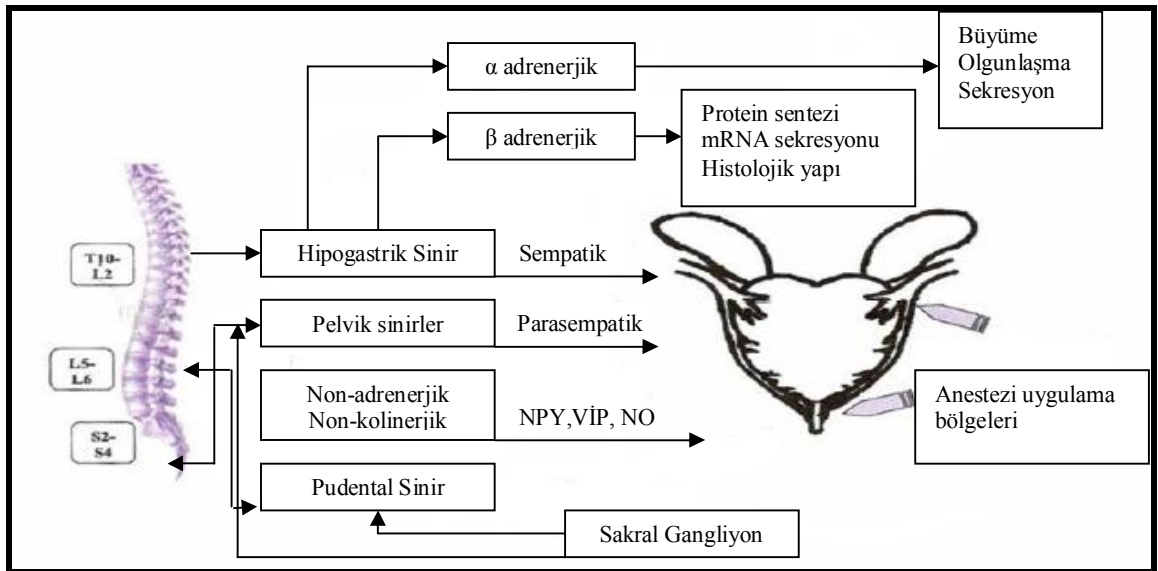 α adrenerjik
Büyüme
Olgunlaşma
Sekresyon
β adrenerjik
Protein sentezi
mRNA sekresyonu
Histolojik yapı
T10-
L2
Hipogastrik Sinir
Sempatik
Pelvik sinirler
Parasempatik
L5-
L6
Non-adrenerjik
Non-kolinerjik
NPY,VİP, NO
Anestezi uygulama
bölgeleri
S2-
S4
Pudental Sinir
Sakral Gangliyon